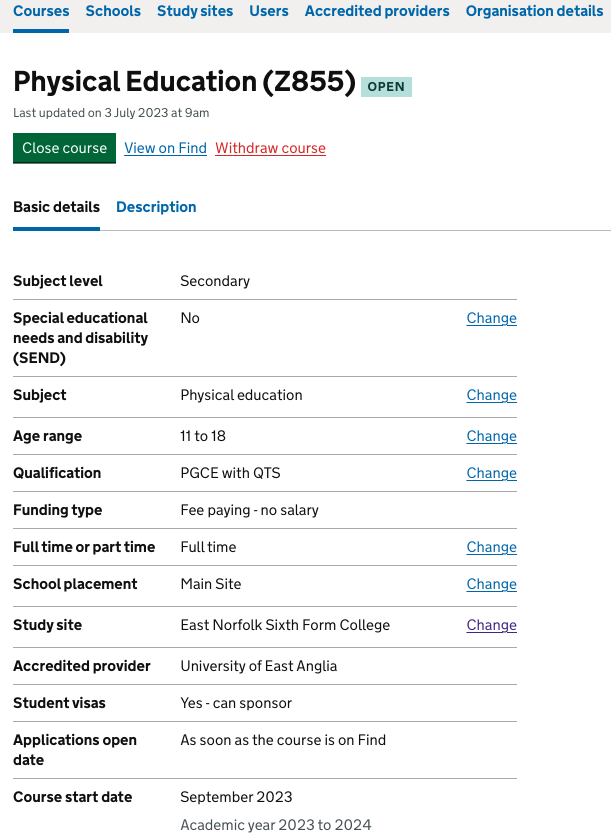 Courses Schools Study sites Users Accredited providers Organisation details
Physical Education (Z855) OPEN
Last updated on 3 July 2023 at 9am
Close course View on Find Withdraw course
Basic details Description
Subject level Secondary
Special educational No Change
needs and disability
(SEND)
Subject Physical education Change
Age range 11 to 18 Change
Qualification PGCE with QTS Change
Funding type Fee paying - no salary
Full time or part time Full time Change
School placement Main Site Change
Study site East Norfolk Sixth Form College Change
Accredited provider University of East Anglia
Student visas Yes - can sponsor
Applications open As soon as the course is on Find
date
Course start date September 2023
Academic year 2023 to 2024